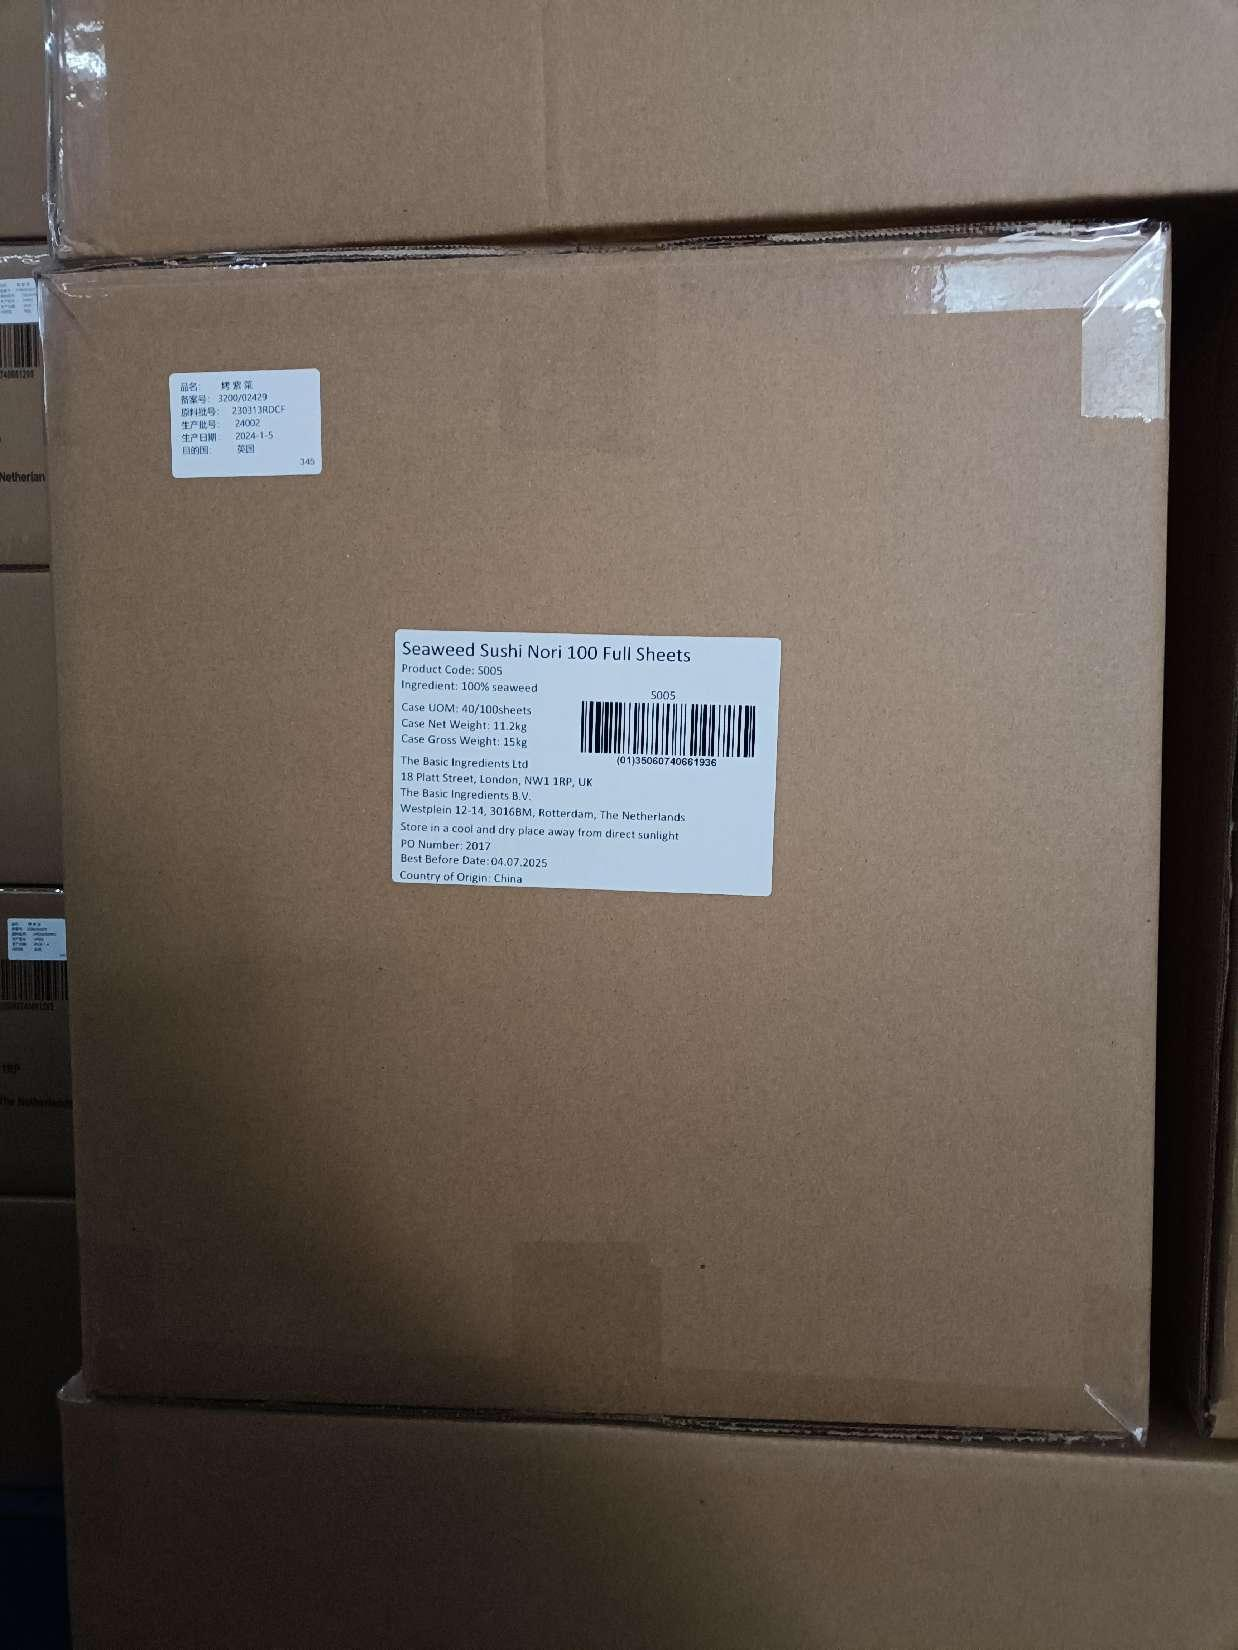 品名: 烤紫菜
备案号: 3200/02429
原料批号: 230313RDCF
生产批号: 24002
生产日期: 2024-1-5
目的国: 英国
345
Seaweed Sushi Nori 100 Full Sheets
Product Code: 5005
Ingredient: 100% seaweed
Case UOM: 40/100sheets
Case Net Weight: 11.2kg
Case Gross Weight: 15kg
5005
(01)35060740661936
The Basic Ingredients Ltd
18 Platt Street, London, NW1 1RP, UK
The Basic Ingredients B.V.
Westplein 12-14, 3016BM, Rotterdam, The Netherlands
Store in a cool and dry place away from direct sunlight
PO Number: 2017
Best Before Date: 04.07.2025
Country of Origin: China
Netherlan
1RP
The Netherlands